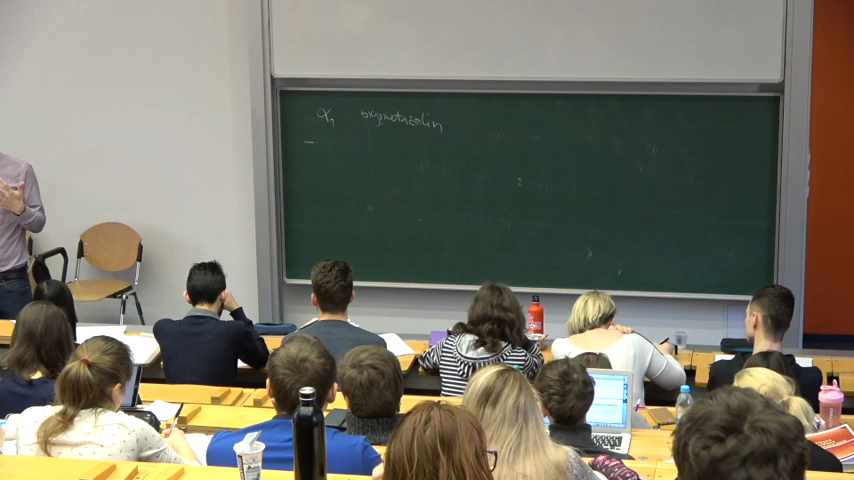 α₁ oxymetazolin
–